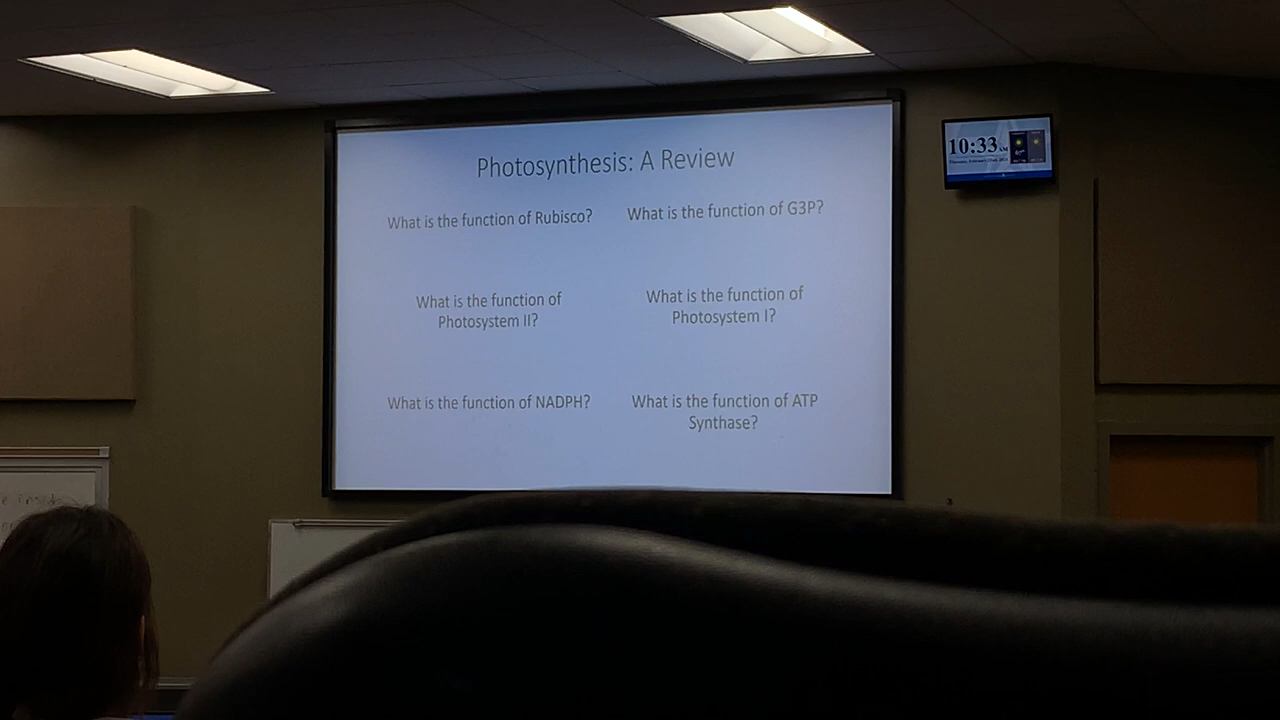 Photosynthesis: A Review
What is the function of Rubisco?
What is the function of G3P?
What is the function of
Photosystem II?
What is the function of
Photosystem I?
What is the function of NADPH?
What is the function of ATP
Synthase?
10:33 AM